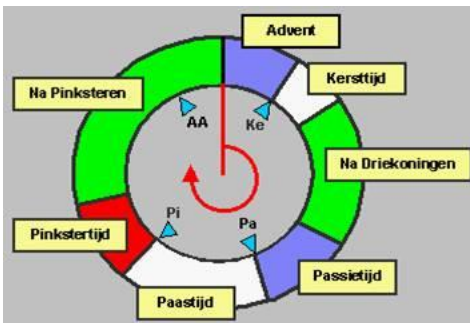 Advent
Kersttijd
Na Pinksteren
AA
Ke
Na Driekoningen
Pi
Pa
Pinkstertijd
Passietijd
Paastijd